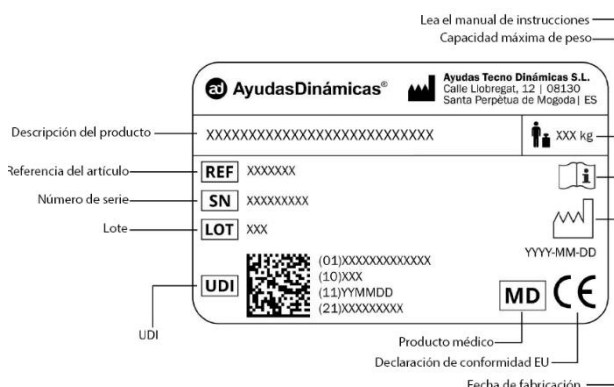 Lea el manual de instrucciones
Capacidad máxima de peso
AyudasDinámicas®
Ayudas Tecno Dinámicas S.L.
Calle Llobregat, 12 | 08130
Santa Perpètua de Mogoda| ES
Descripción del producto
XXXXXXXXXXXXXXXXXXXXXXXXXXX
XXX kg
Referencia del artículo
REF XXXXXXX
Número de serie
SN XXXXXXXXX
Lote
LOT XXX
YYYY-MM-DD
UDI
(01)XXXXXXXXXXXXX
(10)XXX
(11)YYMMDD
(21)XXXXXXXXX
MD CE
UDI
Producto médico
Declaración de conformidad EU
Fecha de fabricación